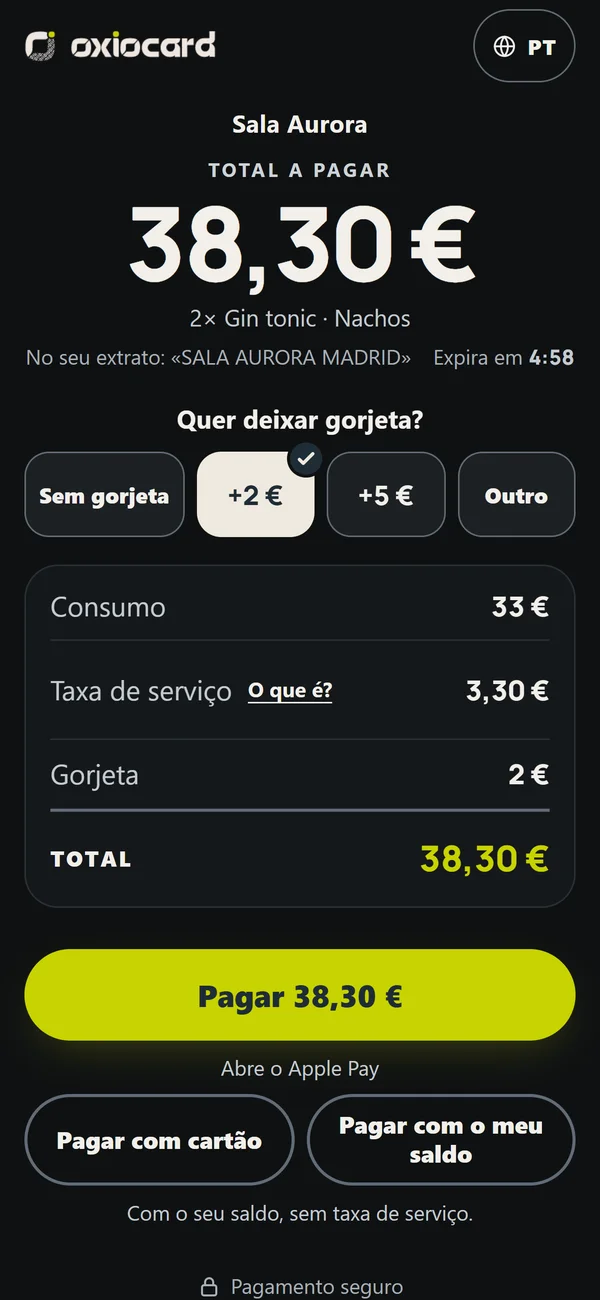 oxiocard
PT
Sala Aurora
TOTAL A PAGAR
38,30 €
2× Gin tonic · Nachos
No seu extrato: «SALA AURORA MADRID» Expira em 4:58
Quer deixar gorjeta?
Sem gorjeta
+2 €
+5 €
Outro
Consumo 33 €
Taxa de serviço O que é? 3,30 €
Gorjeta 2 €
TOTAL 38,30 €
Pagar 38,30 €
Abre o Apple Pay
Pagar com cartão
Pagar com o meu
saldo
Com o seu saldo, sem taxa de serviço.
Pagamento seguro